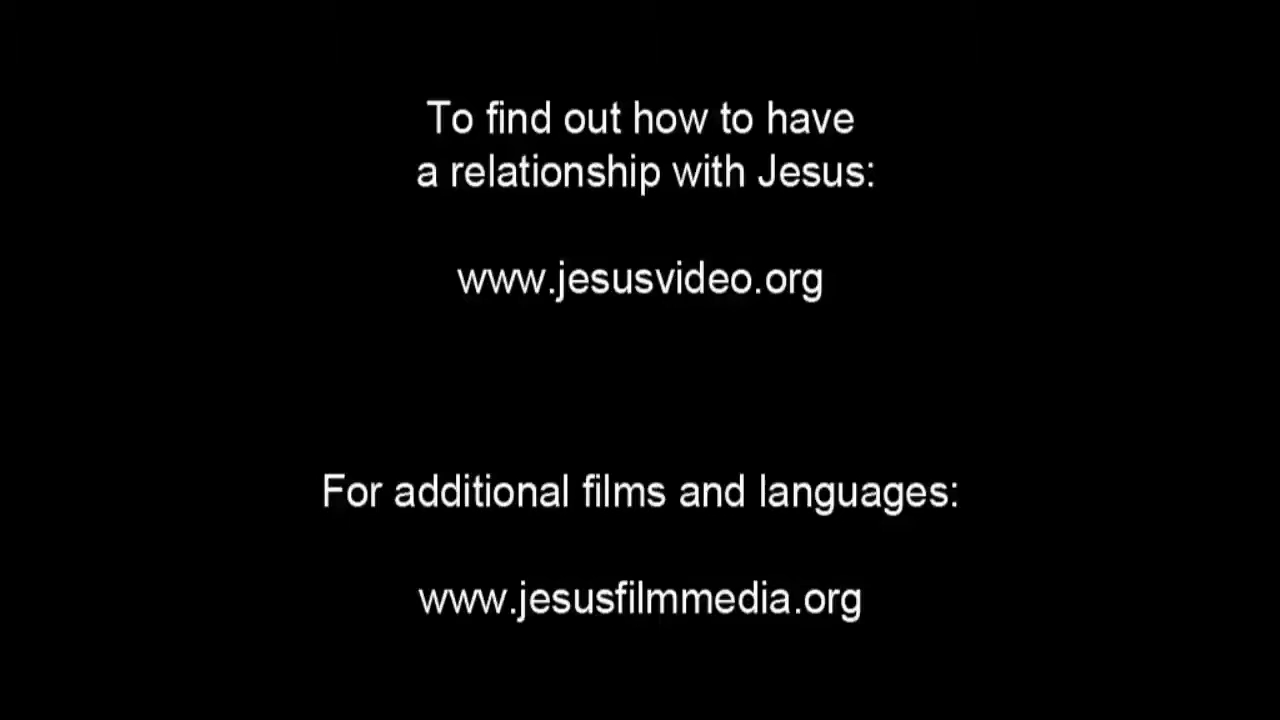 To find out how to have
a relationship with Jesus:
www.jesusvideo.org
For additional films and languages:
www.jesusfilmmedia.org